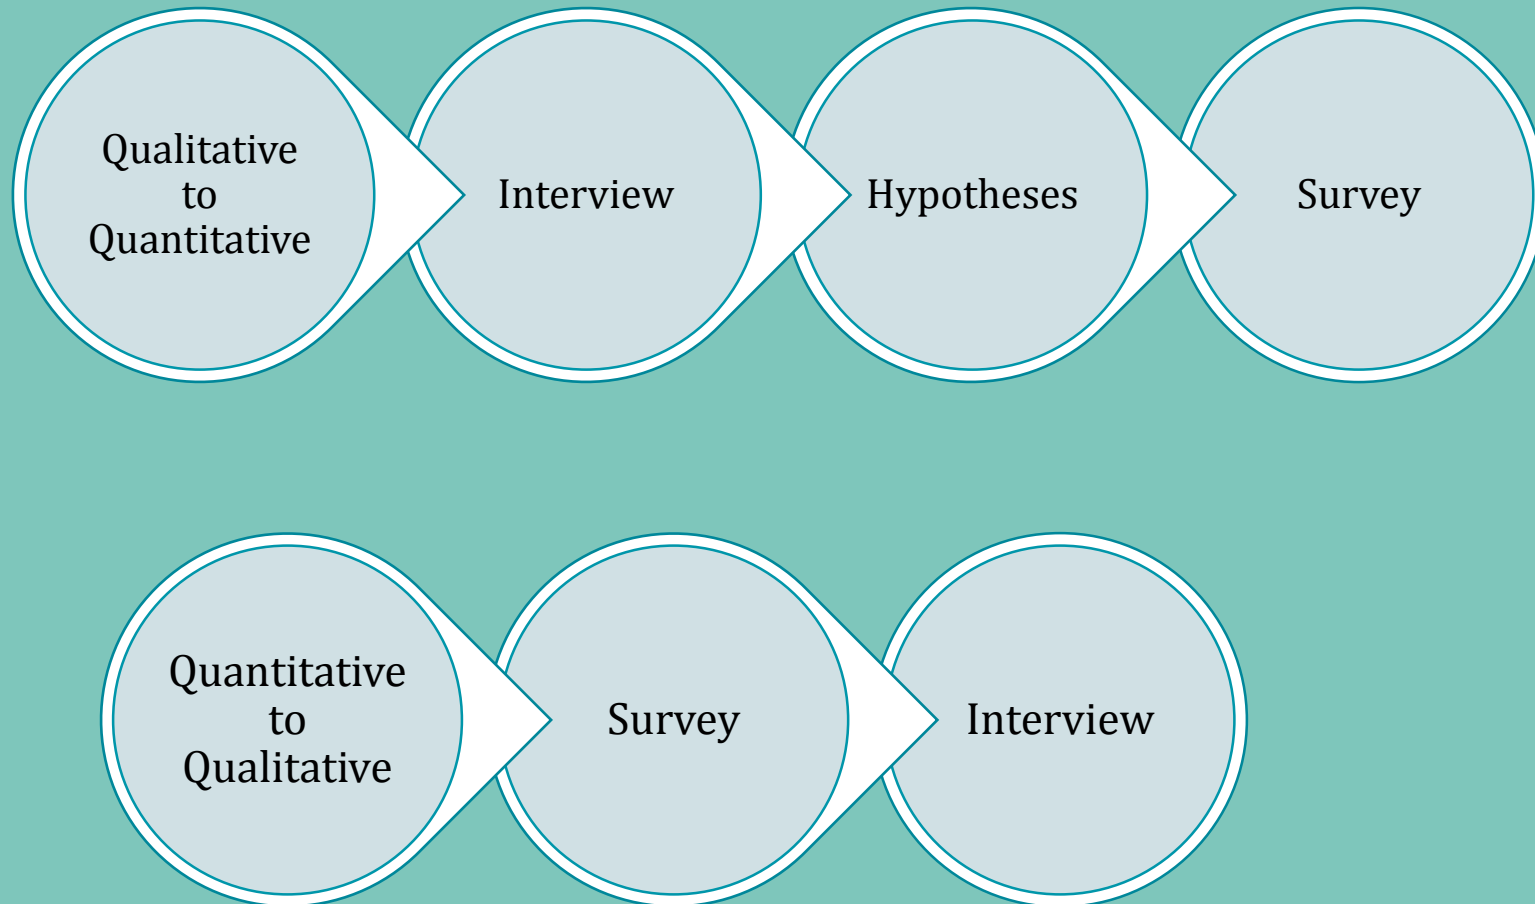 Qualitative
to
Quantitative
Interview
Hypotheses
Survey
Quantitative
to
Qualitative
Survey
Interview